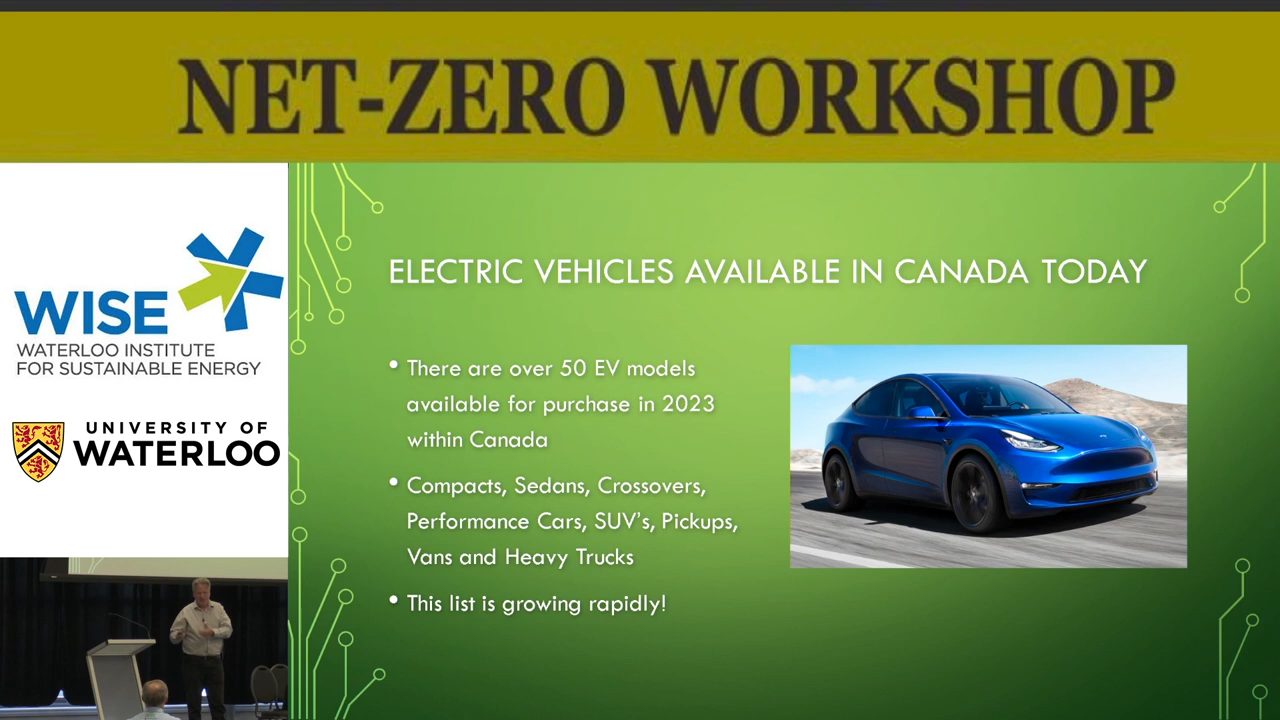 NET-ZERO WORKSHOP
WISE
WATERLOO INSTITUTE
FOR SUSTAINABLE ENERGY
UNIVERSITY OF
WATERLOO
ELECTRIC VEHICLES AVAILABLE IN CANADA TODAY
• There are over 50 EV models
available for purchase in 2023
within Canada
• Compacts, Sedans, Crossovers,
Performance Cars, SUV's, Pickups,
Vans and Heavy Trucks
• This list is growing rapidly!